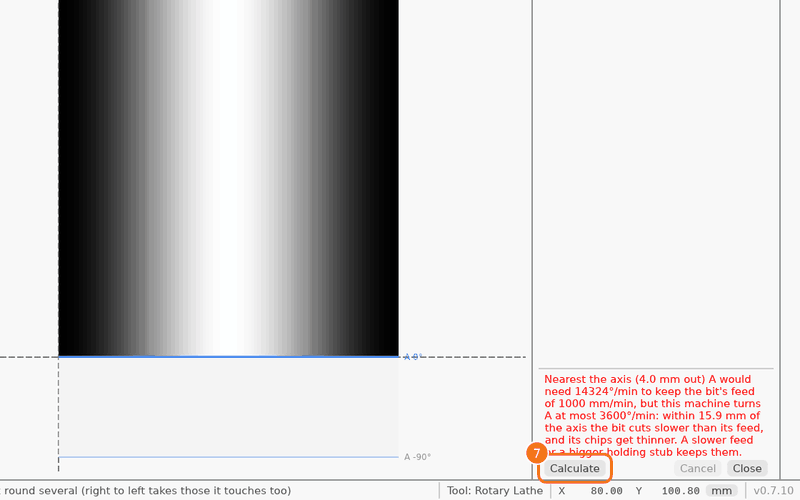 A 0°
Nearest the axis (4.0 mm out) A would
need 14324°/min to keep the bit's feed
of 1000 mm/min, but this machine turns
A at most 3600°/min: within 15.9 mm of
the axis the bit cuts slower than its feed,
and its chips get thinner. A slower feed
or a bigger holding stub keeps them.
A -90°
7
Calculate
Cancel
Close
round several (right to left takes those it touches too)
Tool: Rotary Lathe
X 80.00 Y 100.80 mm
v0.7.10